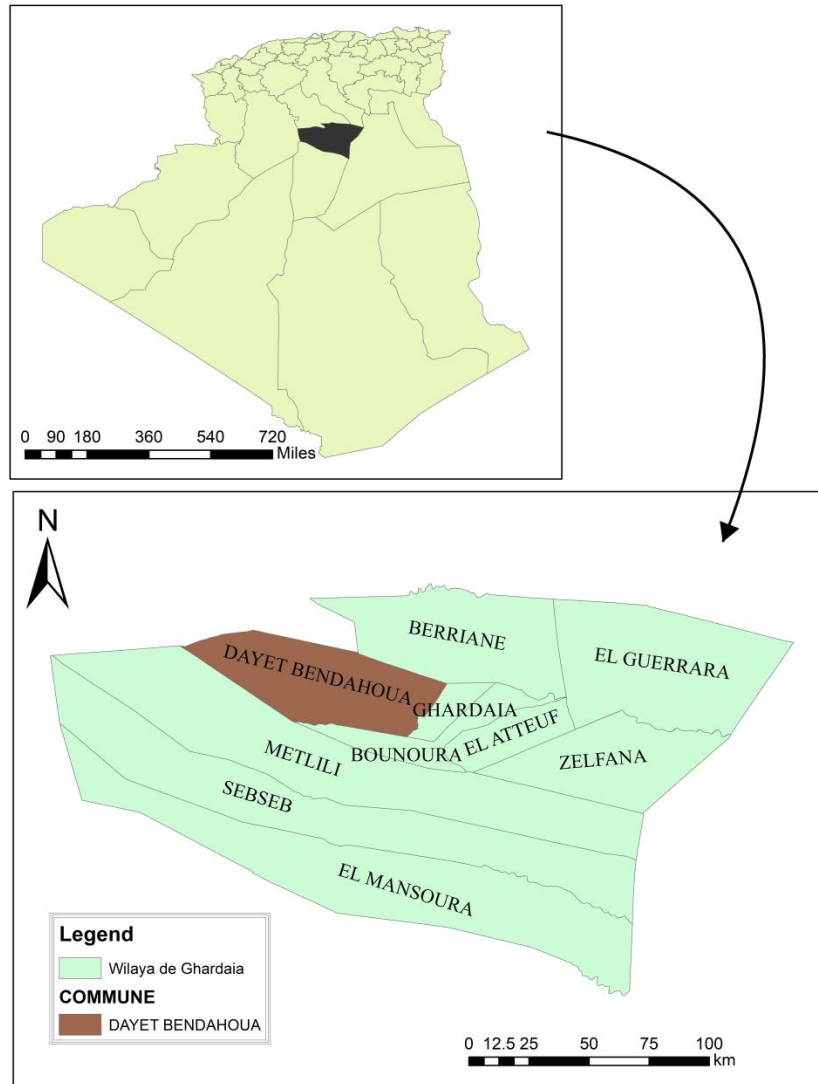 0 90 180 360 540 720
Miles
N
BERRIANE
EL GUERRARA
DAYET BENDAHOUA
GHARDAIA
EL ATTEUF
BOUNOURA
ZELFANA
METLILI
SEBSEB
EL MANSOURA
Legend
Wilaya de Ghardaia
COMMUNE
DAYET BENDAHOUA
0 12.5 25 50 75 100
km